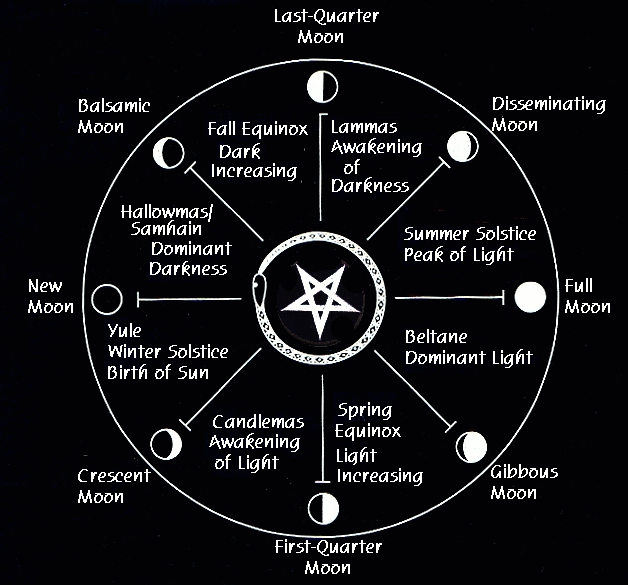 Last-Quarter
Moon
Balsamic
Moon
Disseminating
Moon
Fall Equinox
Dark
Increasing
Lammas
Awakening
of
Darkness
Hallowmas/
Samhain
Dominant
Darkness
Summer Solstice
Peak of Light
New
Moon
Full
Moon
Yule
Winter Solstice
Birth of Sun
Beltane
Dominant Light
Candlemas
Awakening
of Light
Spring
Equinox
Light
Increasing
Crescent
Moon
Gibbous
Moon
First-Quarter
Moon